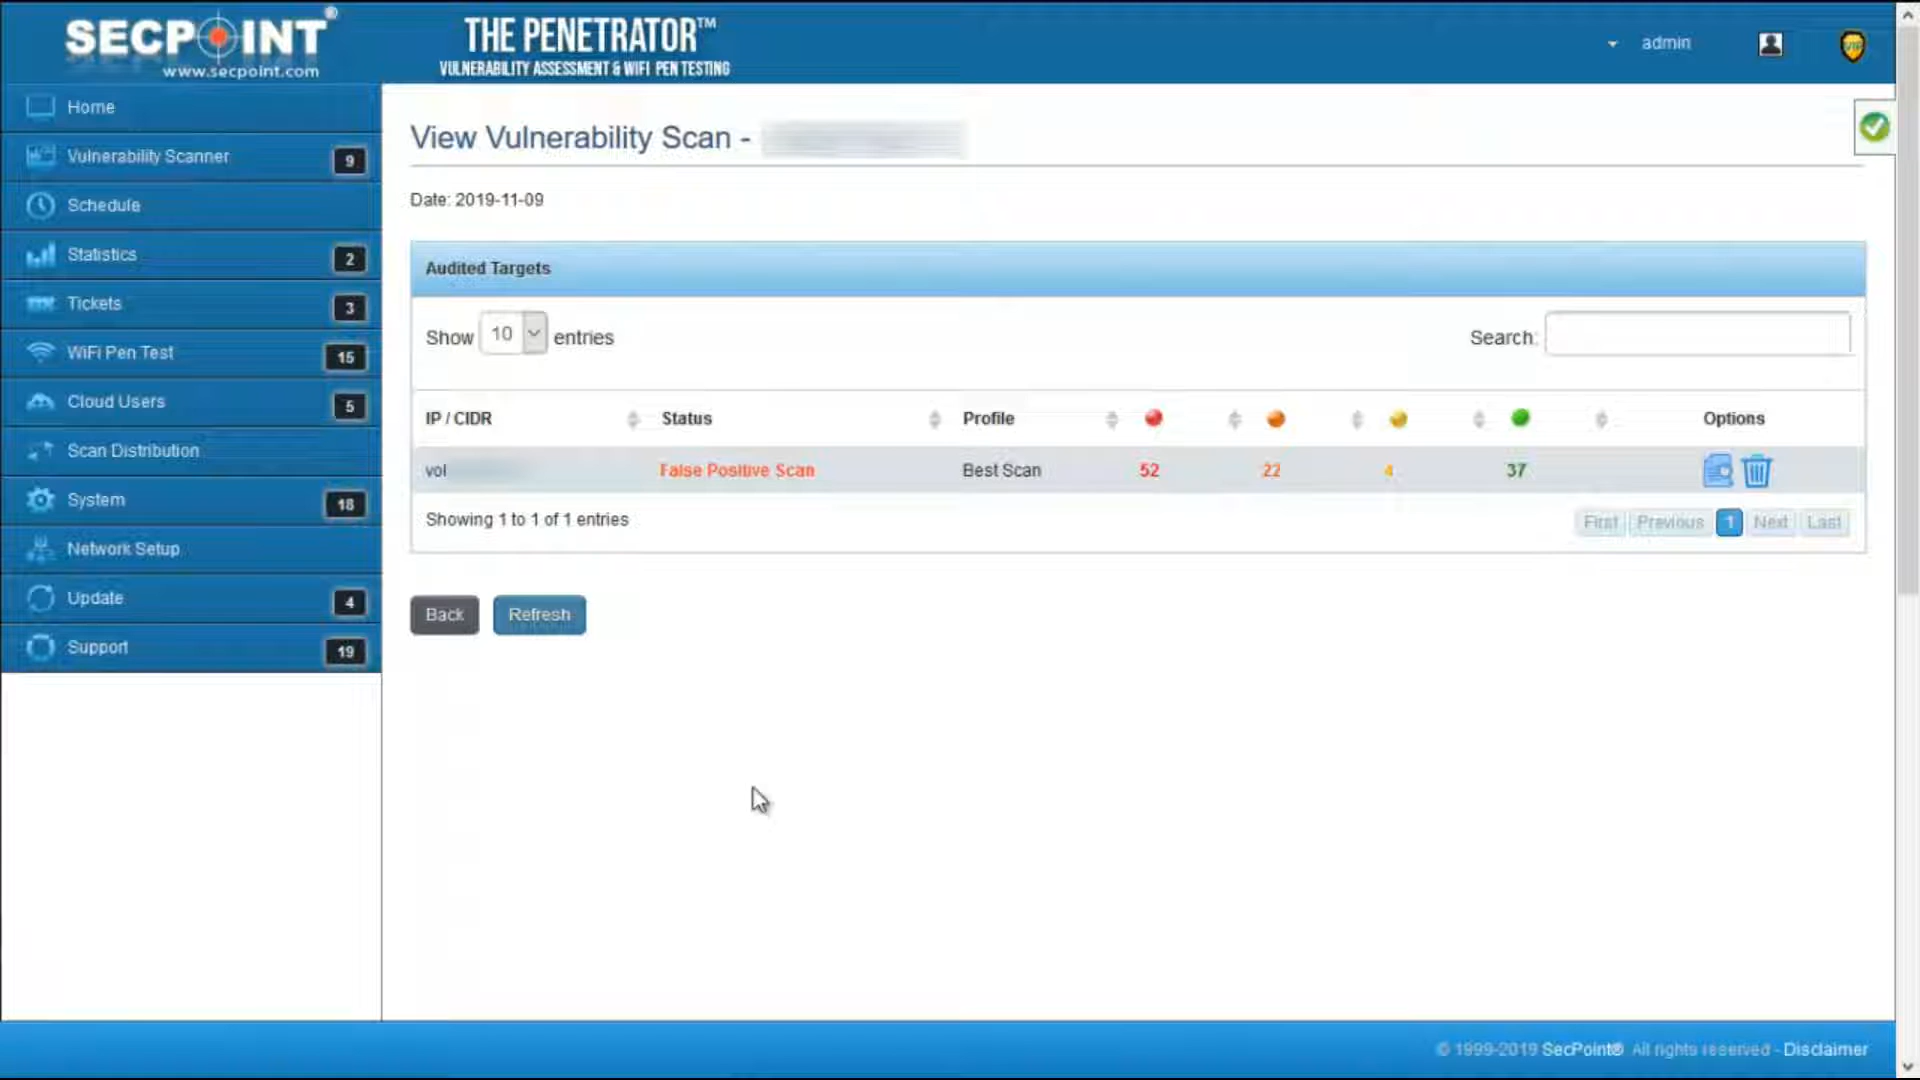 SECPOINT®
www.secpoint.com
THE PENETRATOR™
VULNERABILITY ASSESSMENT & WIFI PEN TESTING
admin
VIP
Home
Vulnerability Scanner 9
Schedule
Statistics 2
Tickets 3
WiFi Pen Test 15
Cloud Users 5
Scan Distribution
System 18
Network Setup
Update 4
Support 19
View Vulnerability Scan -
Date: 2019-11-09
Audited Targets
Show 10 entries
Search:
IP / CIDR Status Profile Options
vol False Positive Scan Best Scan 52 22 4 37
Showing 1 to 1 of 1 entries
First Previous 1 Next Last
Back Refresh
© 1999-2019 SecPoint® All rights reserved - Disclaimer